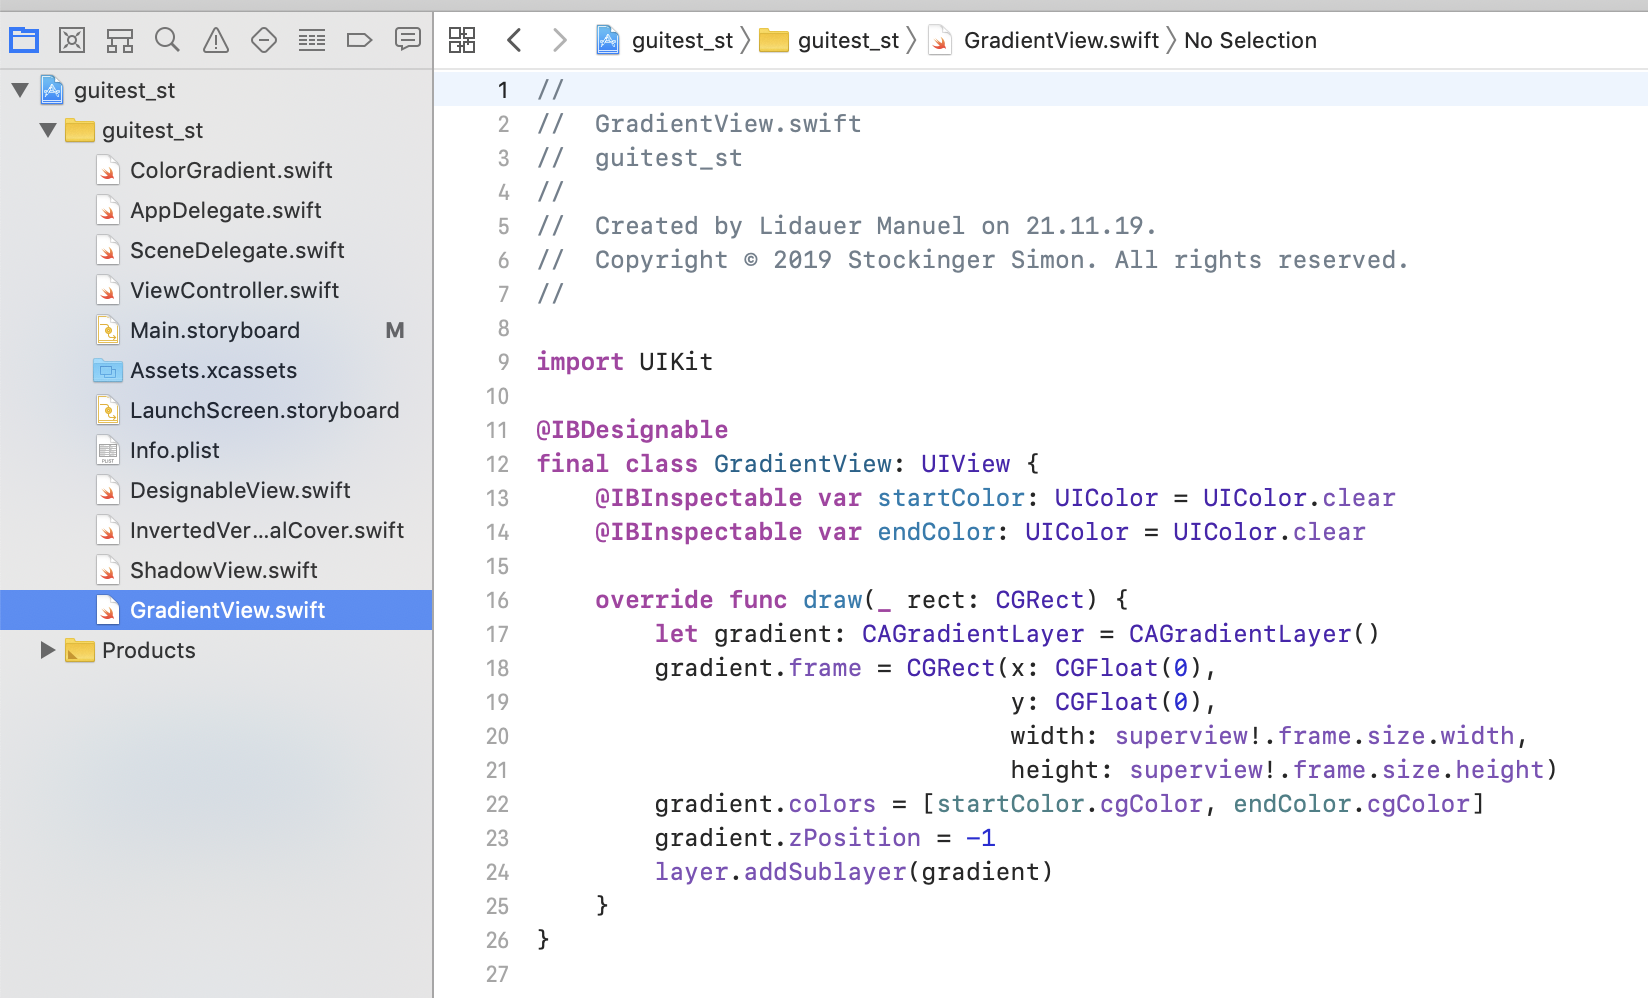 guitest_st 〉 guitest_st 〉 GradientView.swift 〉 No Selection
guitest_st
guitest_st
ColorGradient.swift
AppDelegate.swift
SceneDelegate.swift
ViewController.swift
Main.storyboard M
Assets.xcassets
LaunchScreen.storyboard
Info.plist
DesignableView.swift
InvertedVer...alCover.swift
ShadowView.swift
GradientView.swift
Products
1 //
2 //  GradientView.swift
3 //  guitest_st
4 //
5 //  Created by Lidauer Manuel on 21.11.19.
6 //  Copyright © 2019 Stockinger Simon. All rights reserved.
7 //
8
9 import UIKit
10
11 @IBDesignable
12 final class GradientView: UIView {
13     @IBInspectable var startColor: UIColor = UIColor.clear
14     @IBInspectable var endColor: UIColor = UIColor.clear
15
16     override func draw(_ rect: CGRect) {
17         let gradient: CAGradientLayer = CAGradientLayer()
18         gradient.frame = CGRect(x: CGFloat(0),
19                                 y: CGFloat(0),
20                                 width: superview!.frame.size.width,
21                                 height: superview!.frame.size.height)
22         gradient.colors = [startColor.cgColor, endColor.cgColor]
23         gradient.zPosition = -1
24         layer.addSublayer(gradient)
25     }
26 }
27